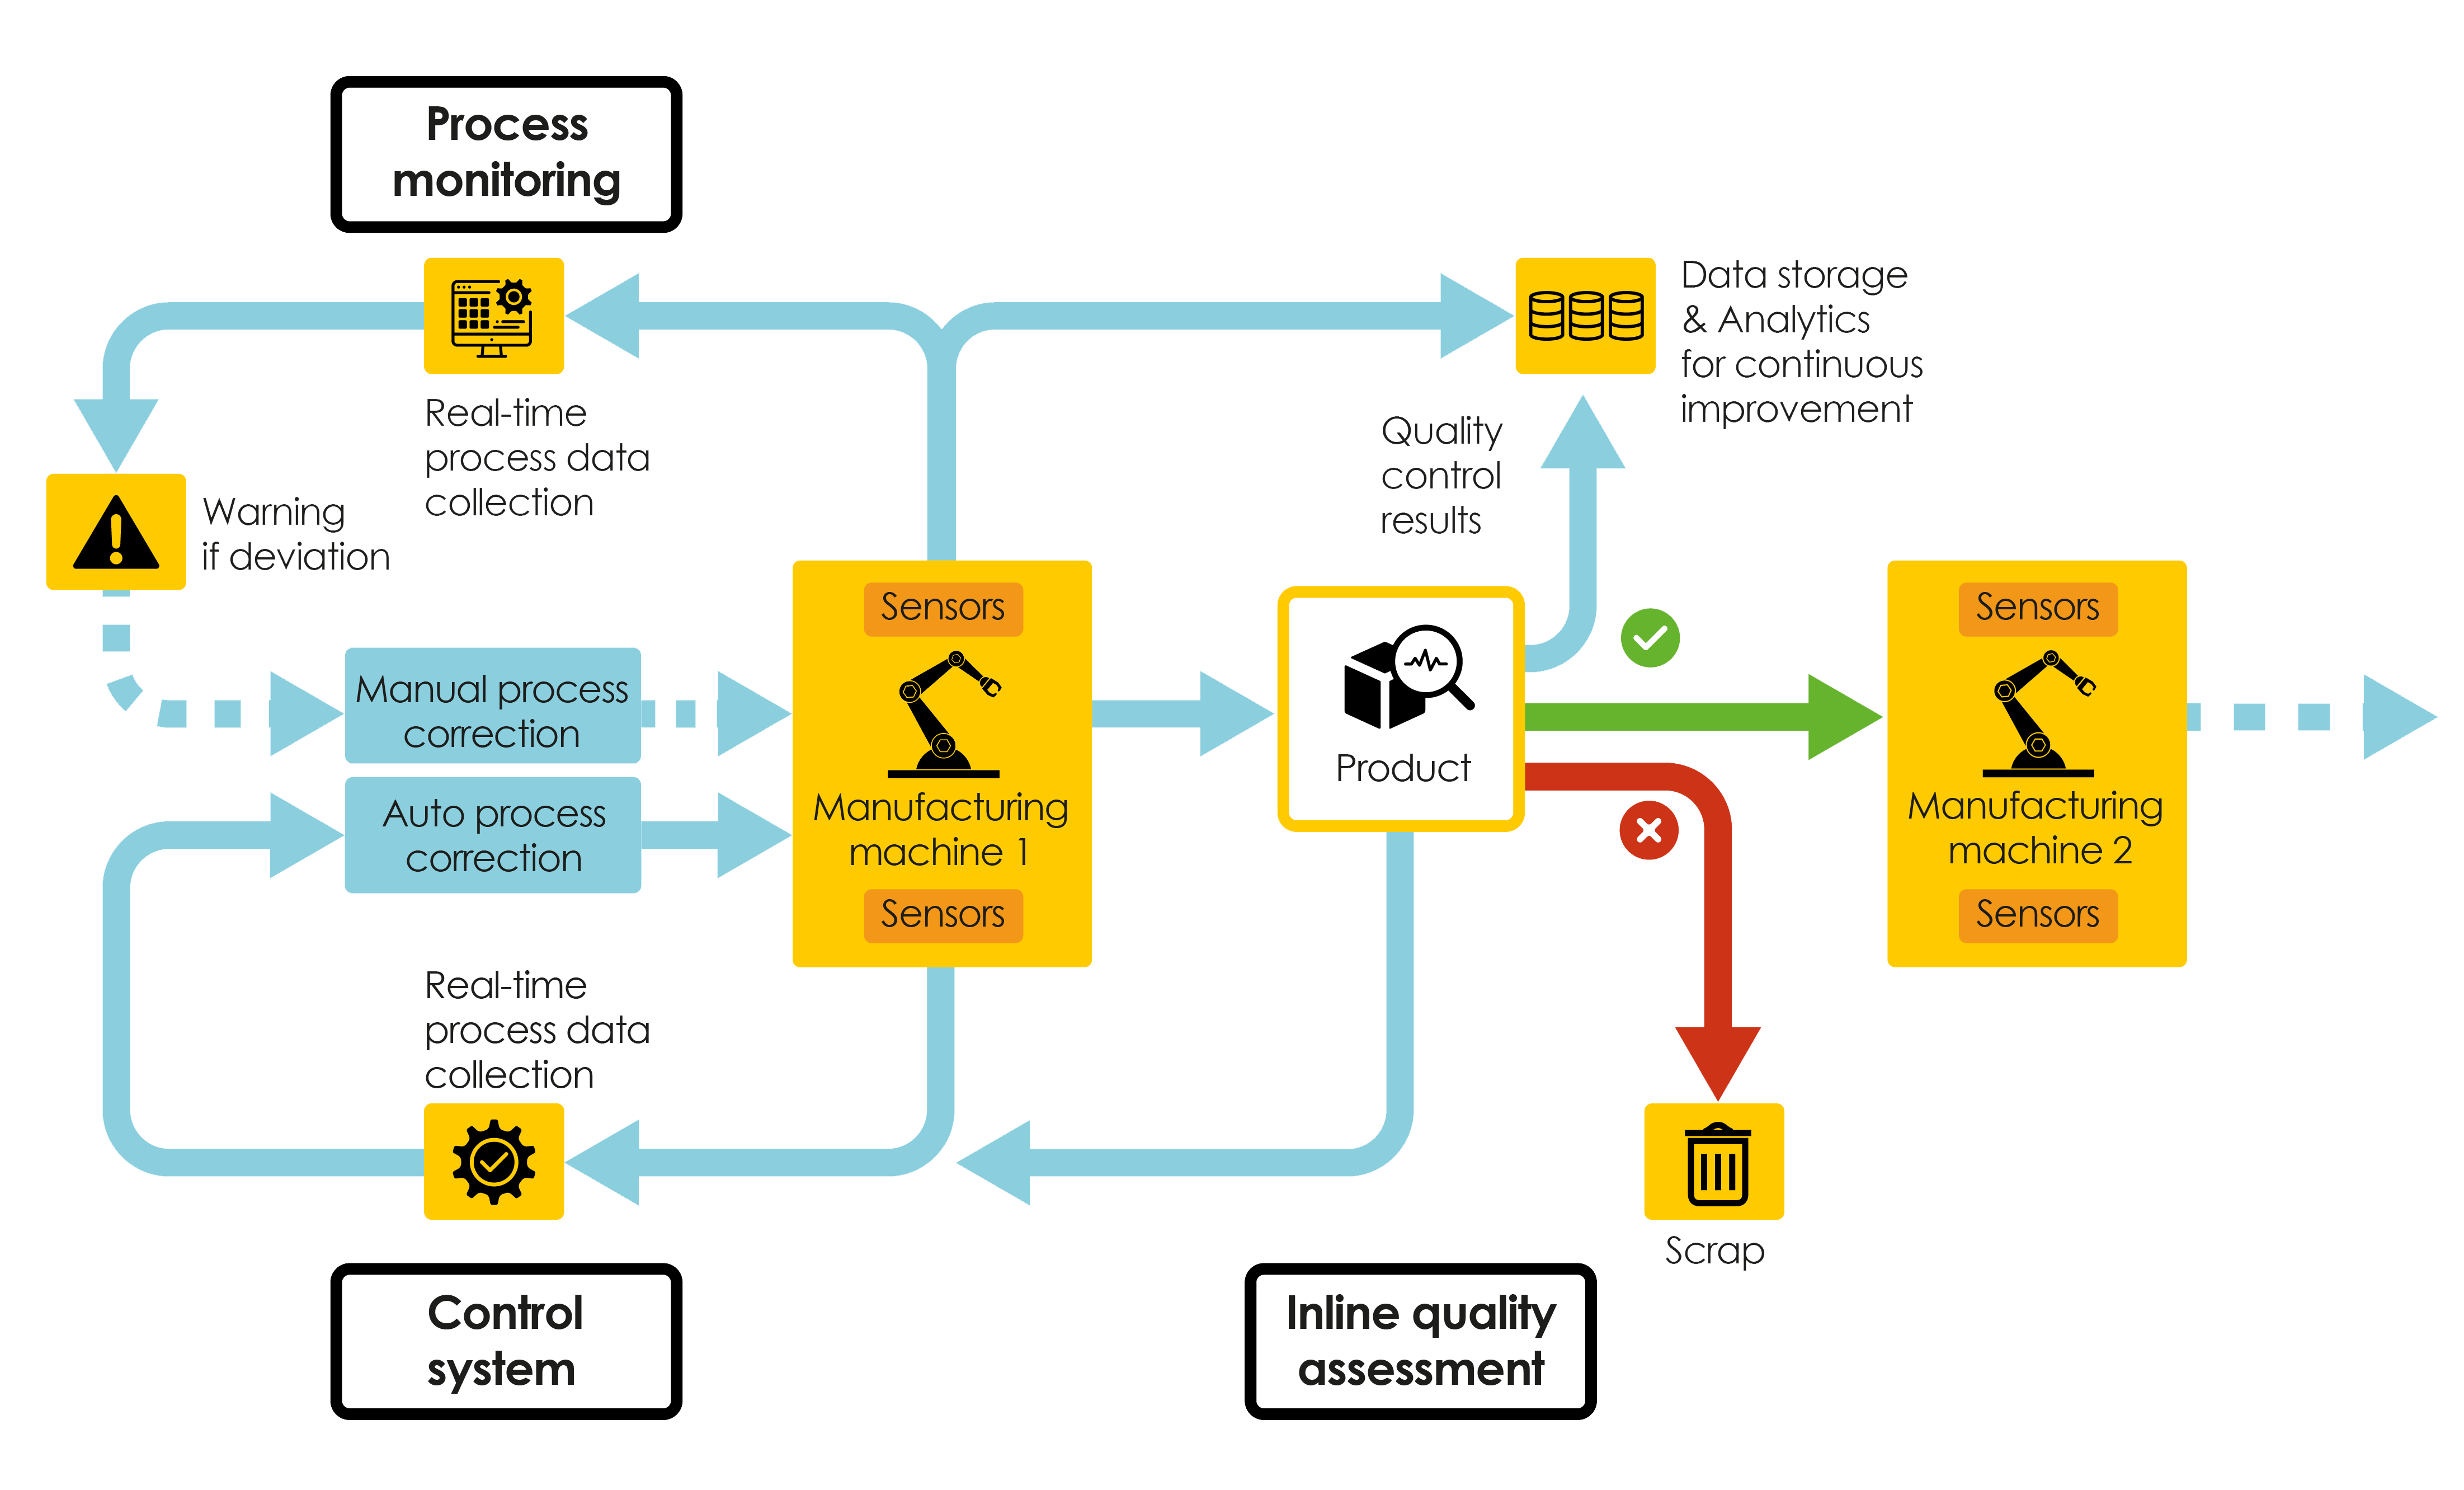 Process
monitoring
Real-time
process data
collection
Warning
if deviation
Data storage
& Analytics
for continuous
improvement
Quality
control
results
Manual process
correction
Auto process
correction
Sensors
Manufacturing
machine 1
Sensors
Product
Sensors
Manufacturing
machine 2
Sensors
Real-time
process data
collection
Scrap
Control
system
Inline quality
assessment